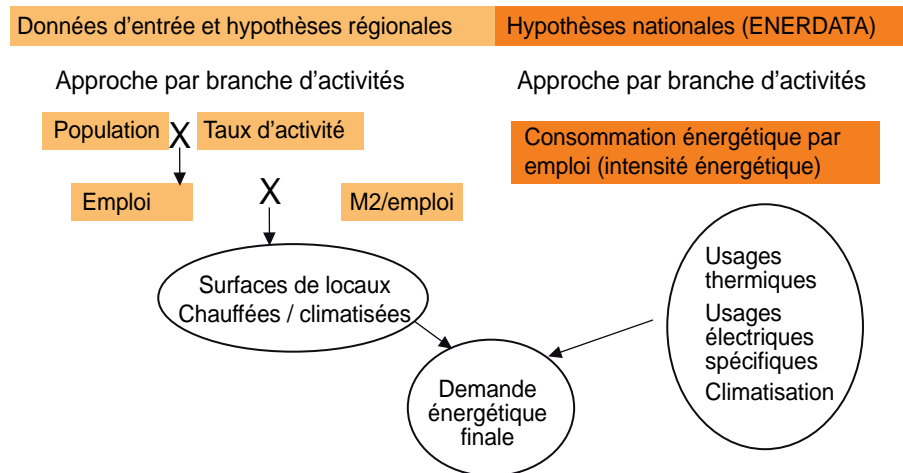 Données d'entrée et hypothèses régionales
Hypothèses nationales (ENERDATA)
Approche par branche d'activités
Approche par branche d'activités
Population X Taux d'activité
Consommation énergétique par
emploi (intensité énergétique)
Emploi X M2/emploi
Surfaces de locaux
Chauffées / climatisées
Usages
thermiques
Usages
électriques
spécifiques
Climatisation
Demande
énergétique
finale